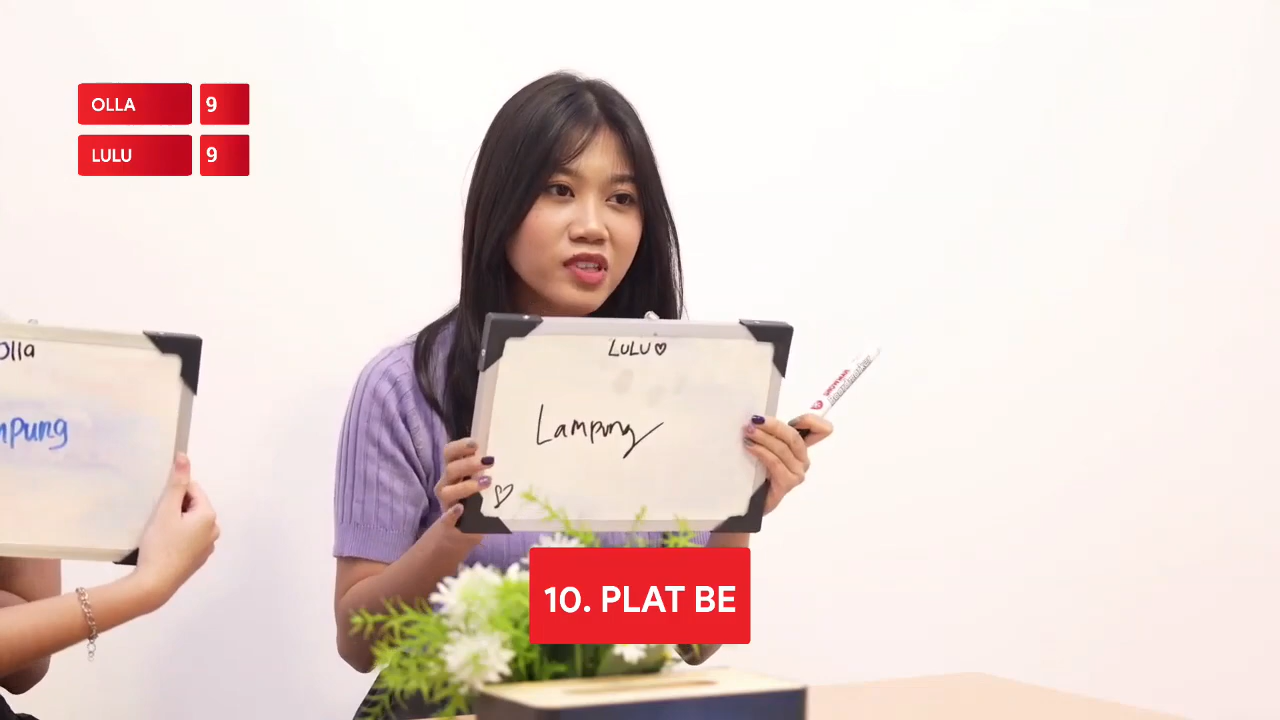 OLLA 9
LULU 9
olla
LULU♡
mpung
Lampung
10. PLAT BE